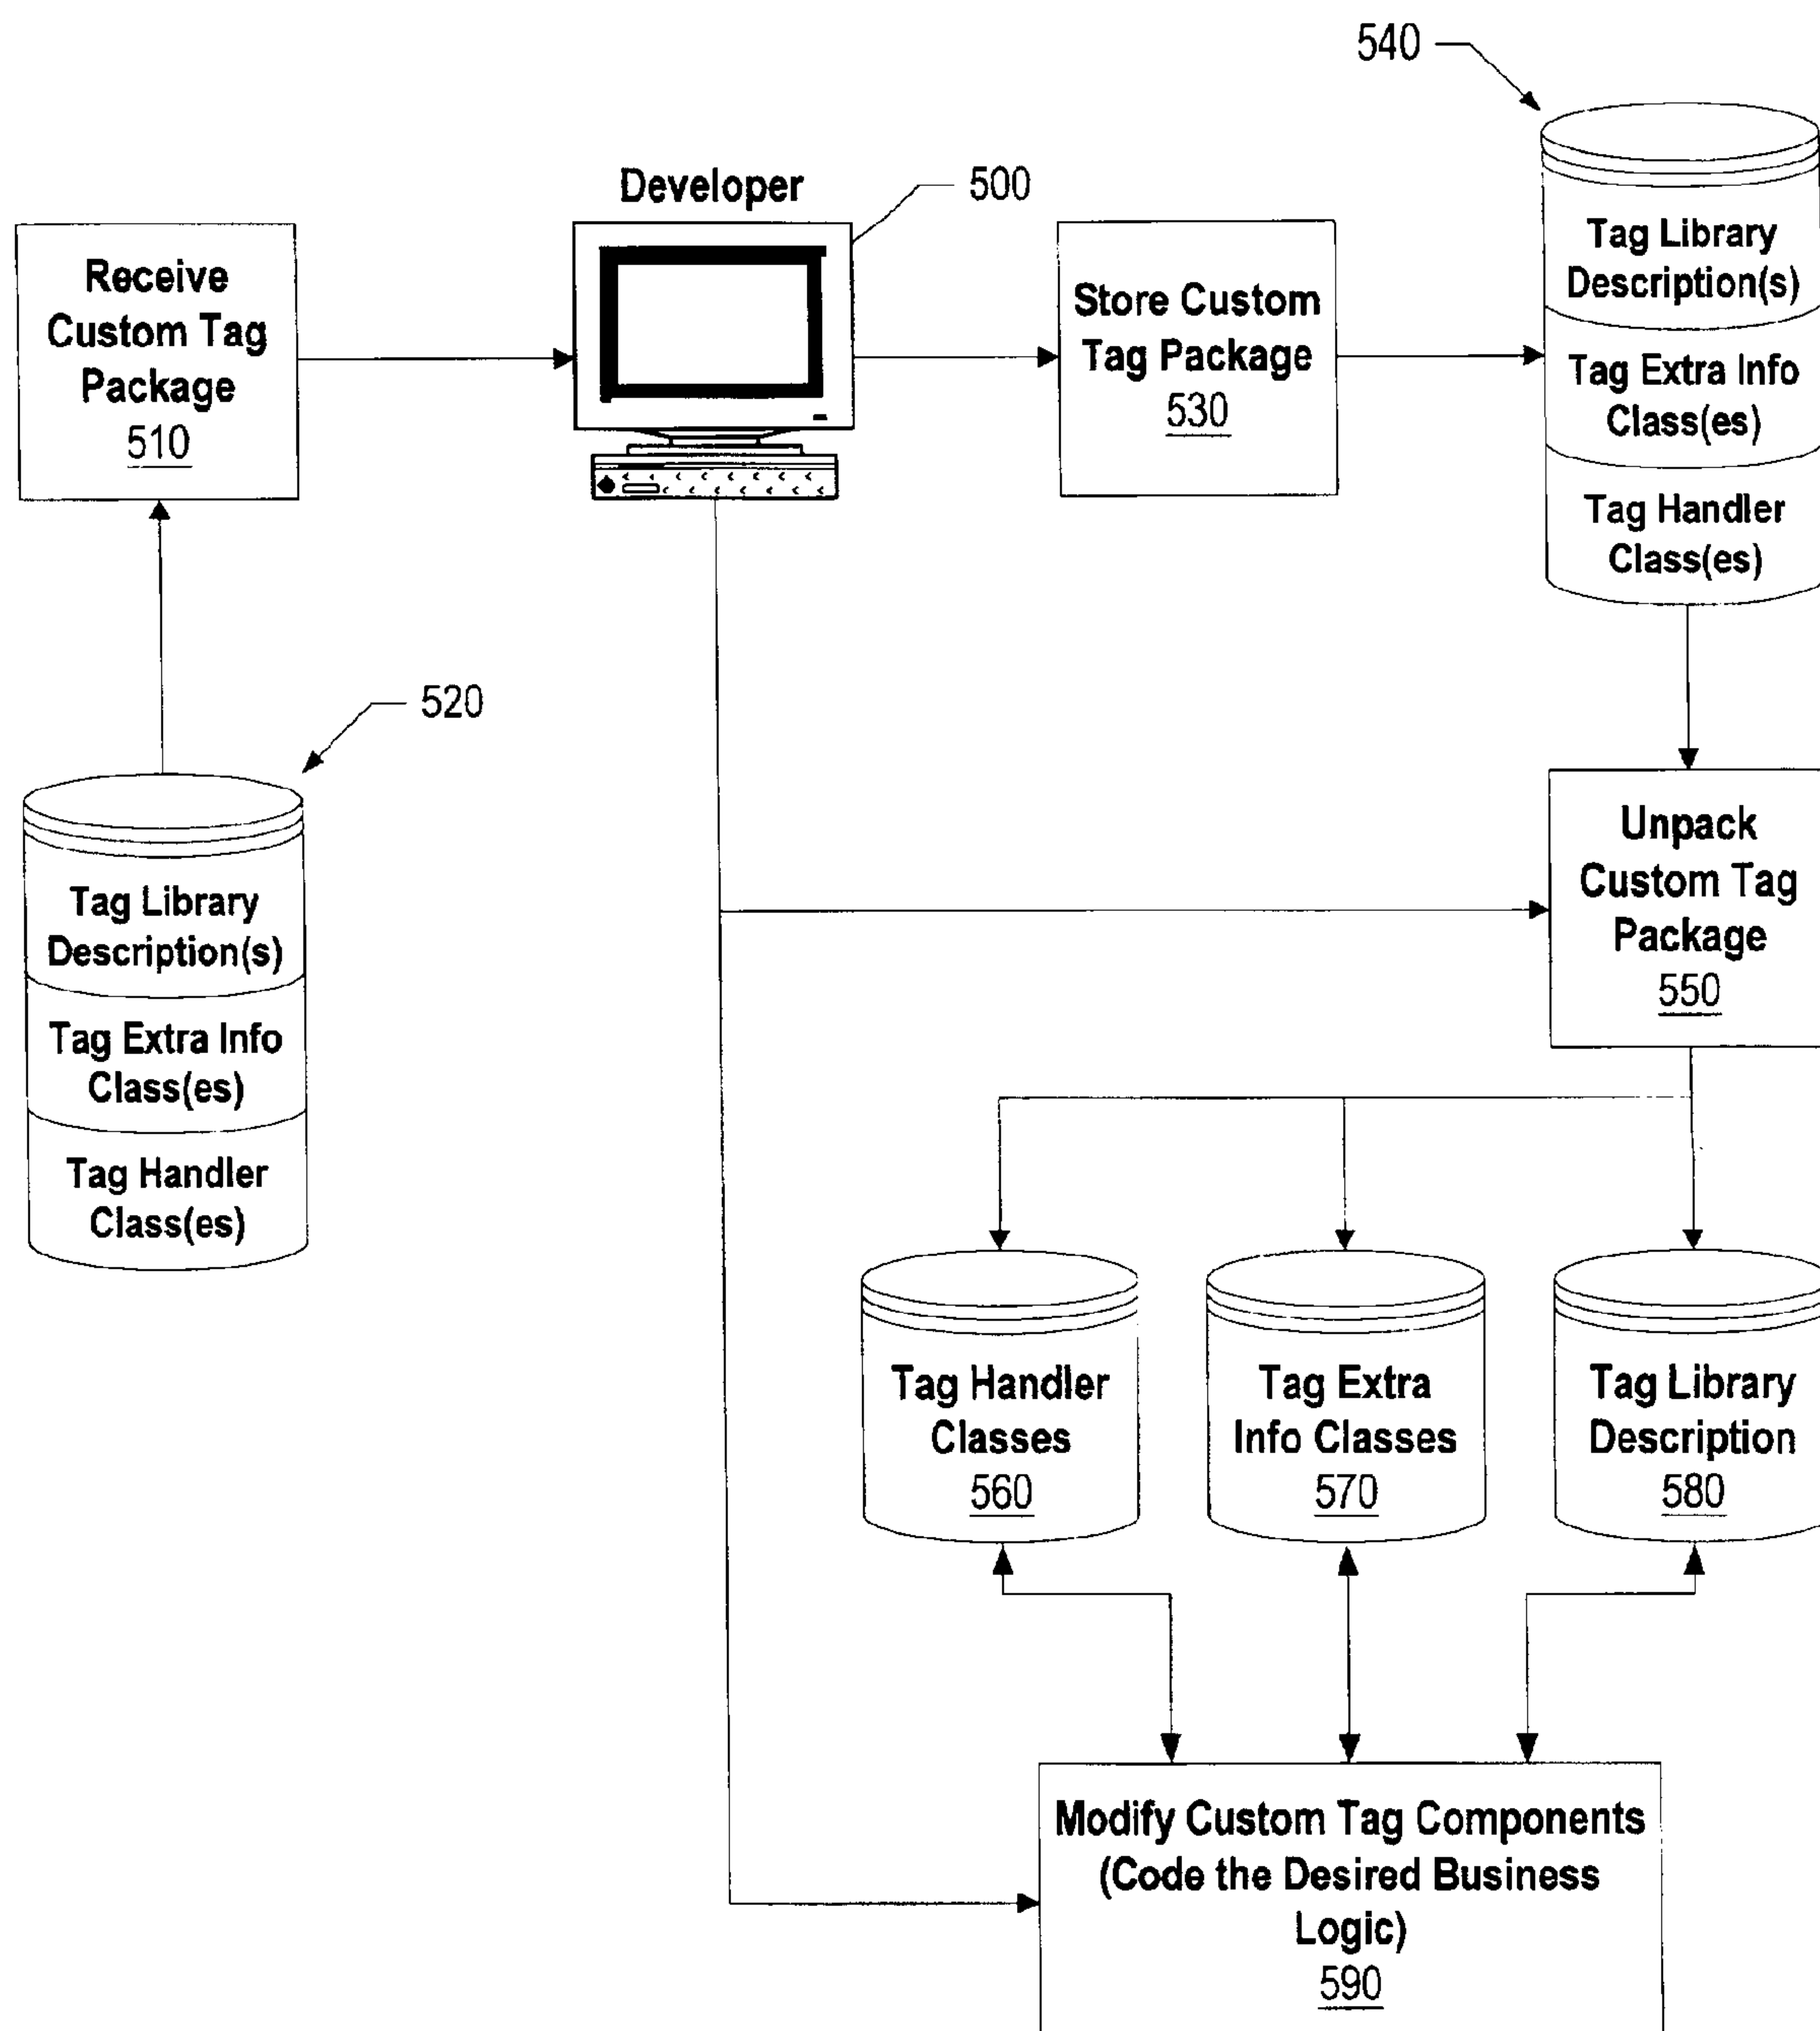 540
Developer
500
Receive
Custom Tag
Package
510
Store Custom
Tag Package
530
Tag Library
Description(s)
Tag Extra Info
Class(es)
Tag Handler
Class(es)
520
Tag Library
Description(s)
Tag Extra Info
Class(es)
Tag Handler
Class(es)
Unpack
Custom Tag
Package
550
Tag Handler
Classes
560
Tag Extra
Info Classes
570
Tag Library
Description
580
Modify Custom Tag Components
(Code the Desired Business
Logic)
590